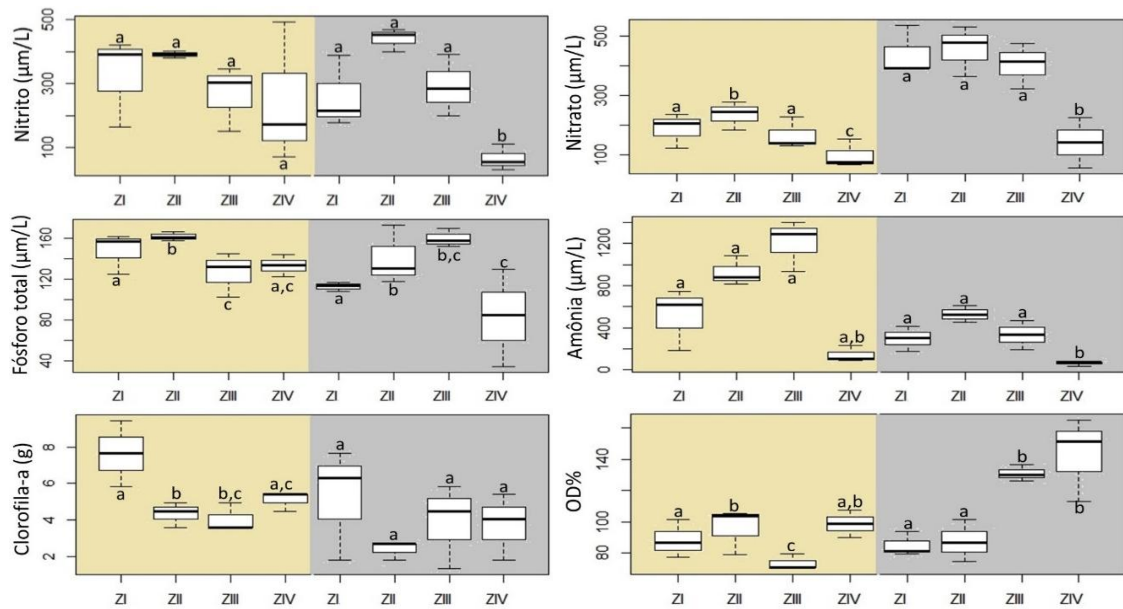 Nitrito (µm/L)
500
300
100
a a a a a a a b
ZI ZII ZIII ZIV ZI ZII ZIII ZIV
Nitrato (µm/L)
500
300
100
a b a c a a a b
ZI ZII ZIII ZIV ZI ZII ZIII ZIV
Fósforo total (µm/L)
160
120
80
40
a b c a,c a b b,c c
ZI ZII ZIII ZIV ZI ZII ZIII ZIV
Amônia (µm/L)
1200
800
400
0
a a a a,b a a a b
ZI ZII ZIII ZIV ZI ZII ZIII ZIV
Clorofila-a (g)
8
6
4
2
a b b,c a,c a a a a
ZI ZII ZIII ZIV ZI ZII ZIII ZIV
OD%
140
100
80
a b c a,b a a b b
ZI ZII ZIII ZIV ZI ZII ZIII ZIV